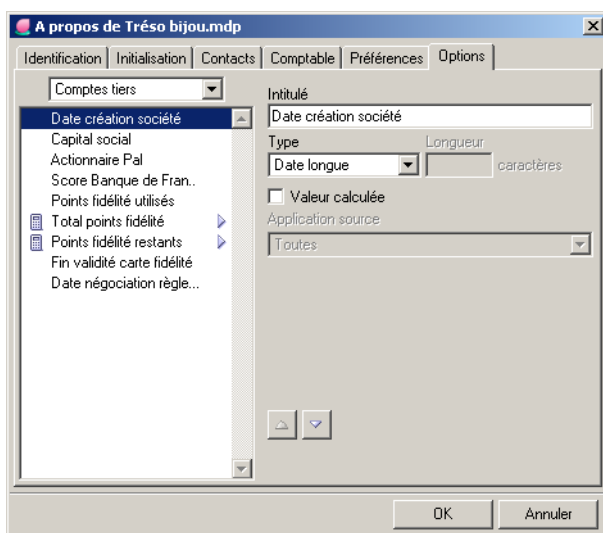 A propos de Tréso bijou.mdp
Identification Initialisation Contacts Comptable Préférences Options
Comptes tiers
Date création société
Capital social
Actionnaire Pal
Score Banque de Fran..
Points fidélité utilisés
Total points fidélité
Points fidélité restants
Fin validité carte fidélité
Date négociation règle...
Intitulé
Date création société
Type Longueur
Date longue caractères
Valeur calculée
Application source
Toutes
OK Annuler